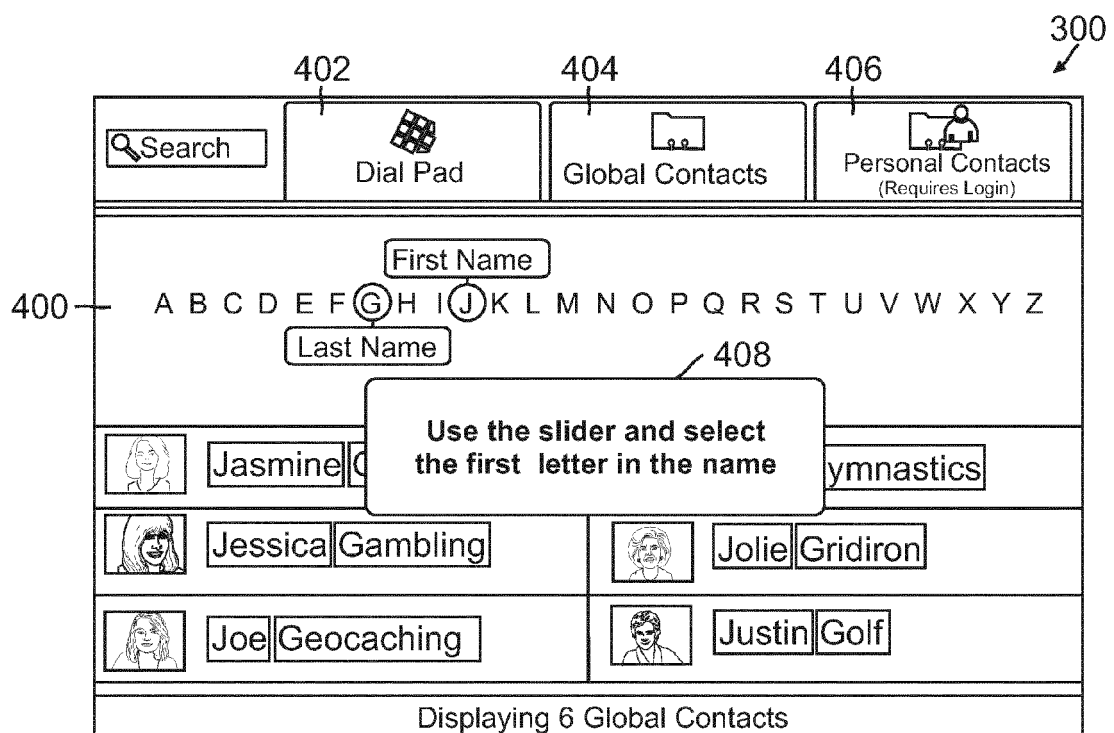 300
402 404 406
Search
Dial Pad
Global Contacts
Personal Contacts
(Requires Login)
First Name
400
A B C D E F G H I J K L M N O P Q R S T U V W X Y Z
Last Name
408
Use the slider and select
the first letter in the name
Jasmine
ymnastics
Jessica Gambling
Jolie Gridiron
Joe Geocaching
Justin Golf
Displaying 6 Global Contacts